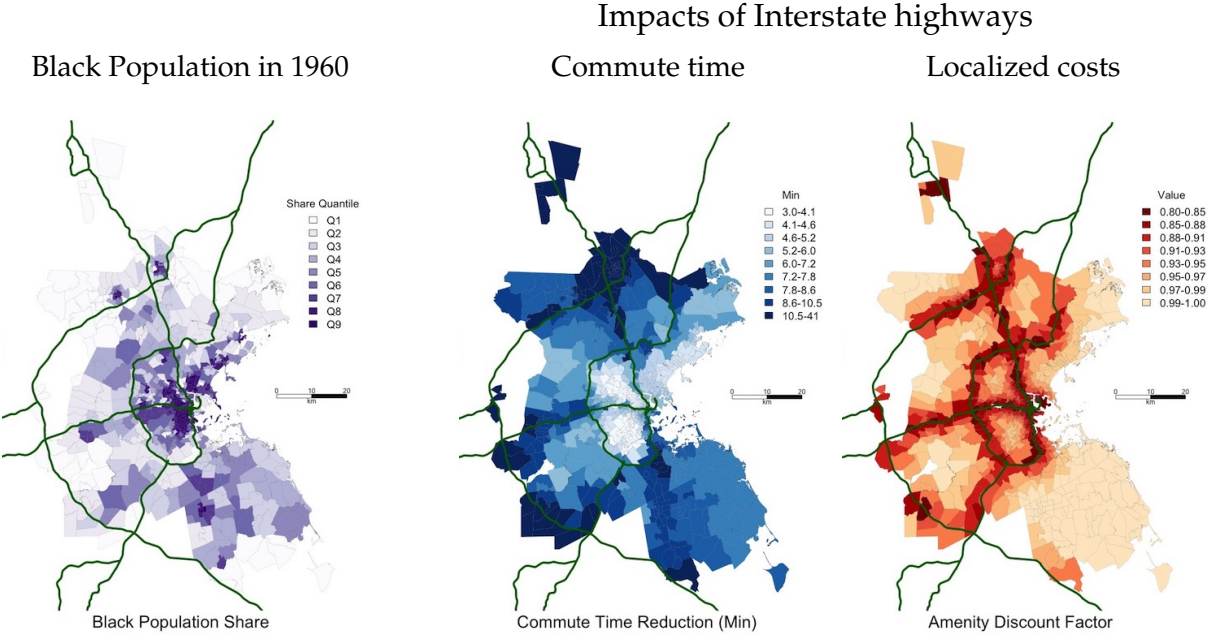 Impacts of Interstate highways
Black Population in 1960
Commute time
Localized costs
Share Quantile
Q1
Q2
Q3
Q4
Q5
Q6
Q7
Q8
Q9
0 10 20
km
Black Population Share
Min
3.0-4.1
4.1-4.6
4.6-5.2
5.2-6.0
6.0-7.2
7.2-7.8
7.8-8.6
8.6-10.5
10.5-41
0 10 20
km
Commute Time Reduction (Min)
Value
0.80-0.85
0.85-0.88
0.88-0.91
0.91-0.93
0.93-0.95
0.95-0.97
0.97-0.99
0.99-1.00
0 10 20
km
Amenity Discount Factor